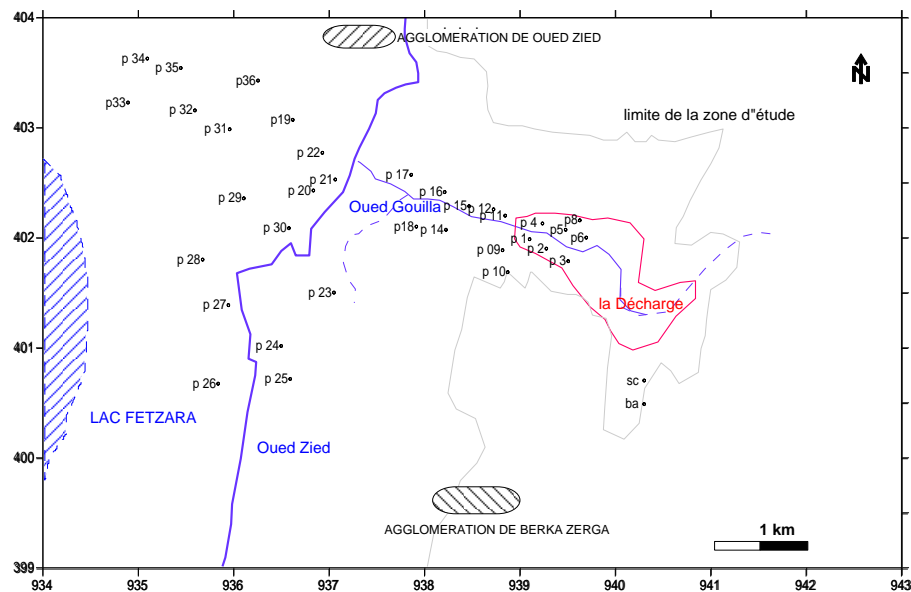 404
AGGLOMERATION DE OUED ZIED
p 34
p 35
p36
N
p33
p 32
403
p19
limite de la zone d"étude
p 31
p 22
p 17
p 21
p 20
p 16
p 29
Oued Gouilla
p 15
p 12
p11
p 4
p8
p5
p 30
p18
p 14
p 1
p6
402
p09
p 2
p 28
p 3
p 10
p 23
p 27
la Décharge
401
p 24
p 26
p 25
sc
ba
LAC FETZARA
Oued Zied
400
AGGLOMERATION DE BERKA ZERGA
1 km
399
934
935
936
937
938
939
940
941
942
943